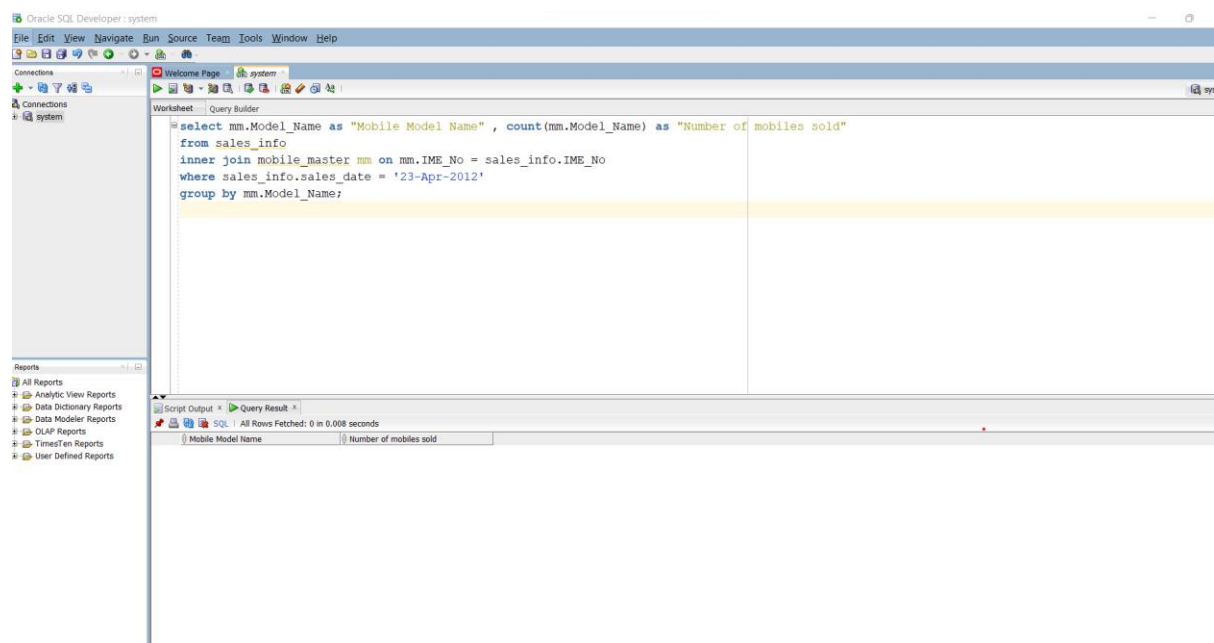 Oracle SQL Developer : system
File Edit View Navigate Run Source Team Tools Window Help
Connections
Welcome Page
system
Connections
system
Worksheet Query Builder
select mm.Model_Name as "Mobile Model Name" , count(mm.Model_Name) as "Number of mobiles sold"
from sales_info
inner join mobile_master mm on mm.IME_No = sales_info.IME_No
where sales_info.sales_date = '23-Apr-2012'
group by mm.Model_Name;
Reports
All Reports
Analytic View Reports
Data Dictionary Reports
Data Modeler Reports
OLAP Reports
TimesTen Reports
User Defined Reports
Script Output × Query Result ×
SQL | All Rows Fetched: 0 in 0.008 seconds
Mobile Model Name Number of mobiles sold